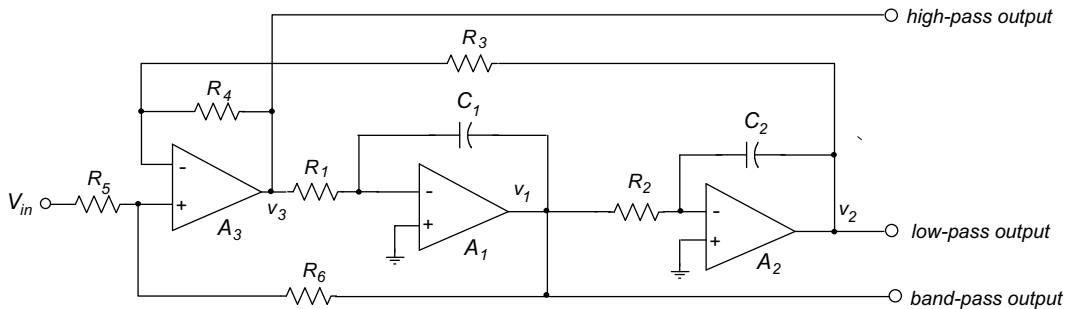 high-pass output
R3
R4
C1
C2
-
R1
-
v1
R2
-
R5
Vin
+
A3
v3
+
A1
+
A2
v2
low-pass output
R6
band-pass output